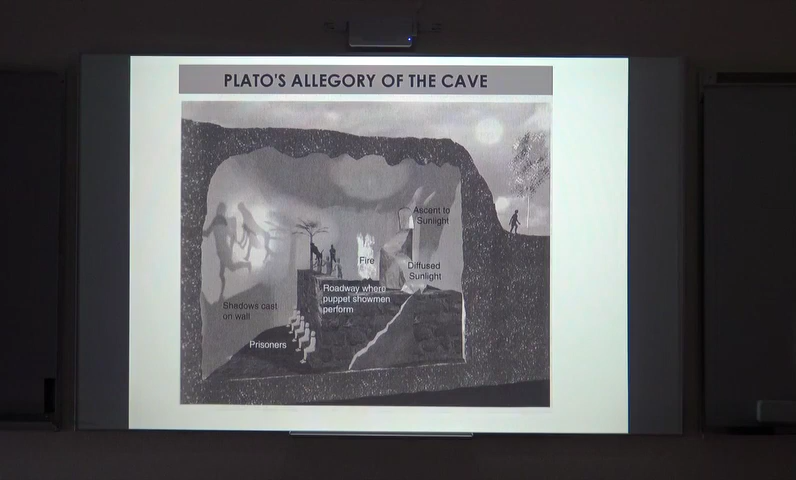 PLATO'S ALLEGORY OF THE CAVE
Ascent to
Sunlight
Fire
Diffused
Sunlight
Roadway where
puppet showmen
perform
Shadows cast
on wall
Prisoners